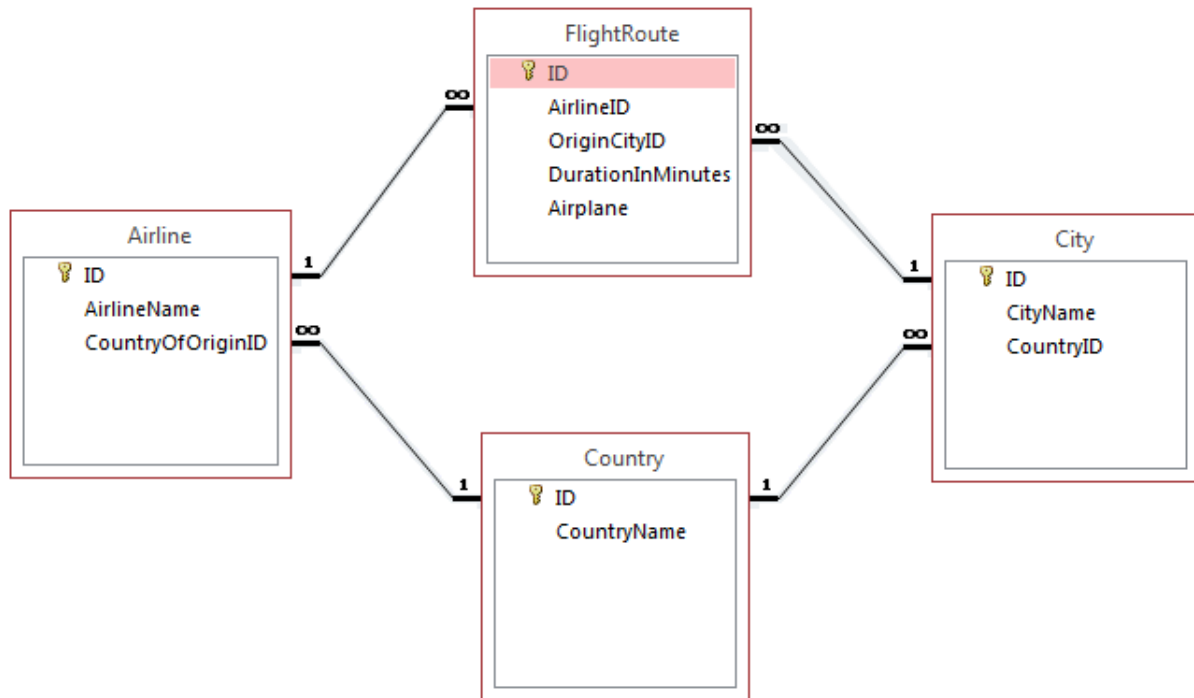 FlightRoute
ID
AirlineID
OriginCityID
DurationInMinutes
Airplane
∞
∞
Airline
ID
AirlineName
CountryOfOriginID
1
∞
City
ID
CityName
CountryID
1
∞
Country
ID
CountryName
1
1